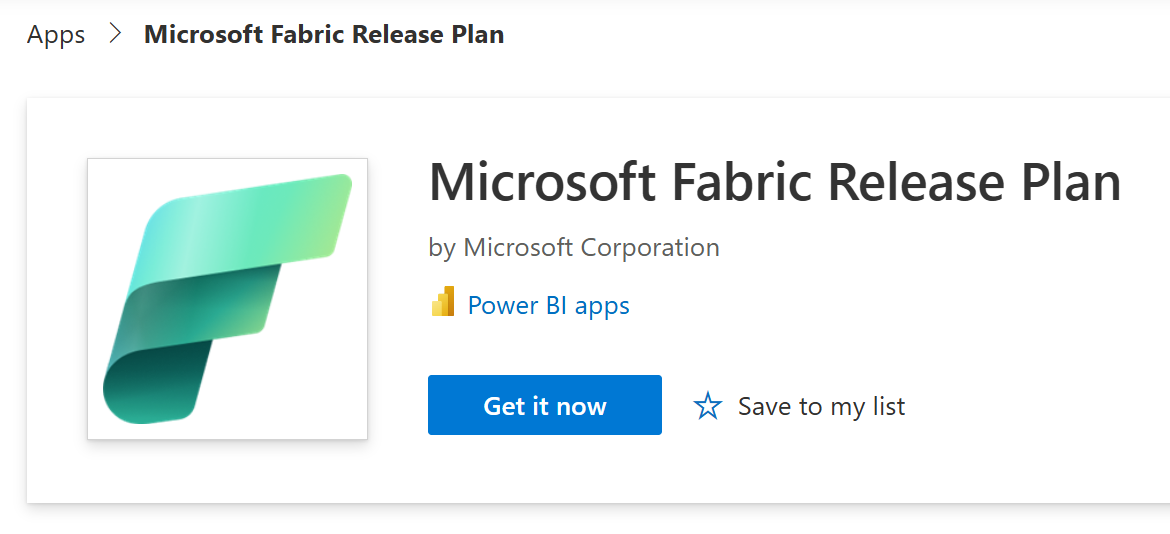 Apps > Microsoft Fabric Release Plan
Microsoft Fabric Release Plan
by Microsoft Corporation
Power BI apps
Get it now
Save to my list